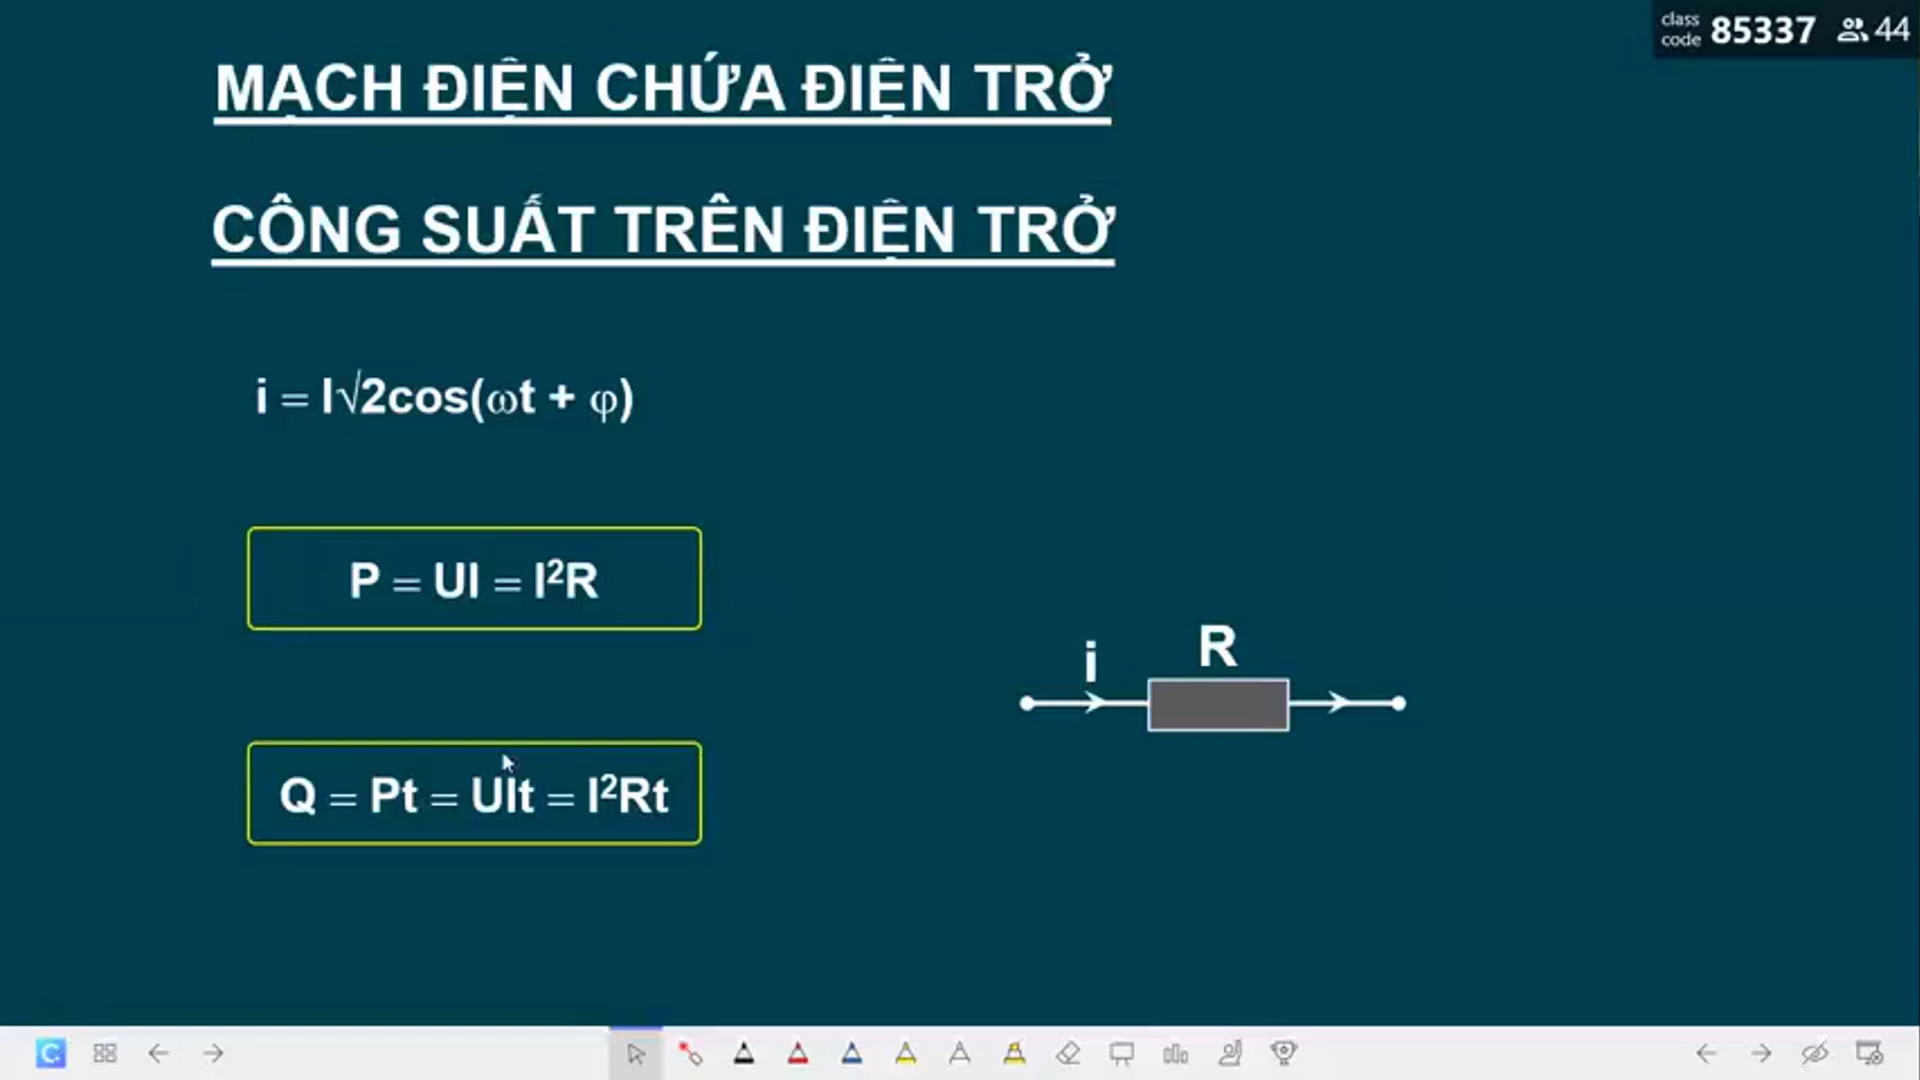 class code 85337 44
MẠCH ĐIỆN CHỨA ĐIỆN TRỞ
CÔNG SUẤT TRÊN ĐIỆN TRỞ
i = I√2cos(ωt + φ)
P = UI = I²R
i R
Q = Pt = UIt = I²Rt